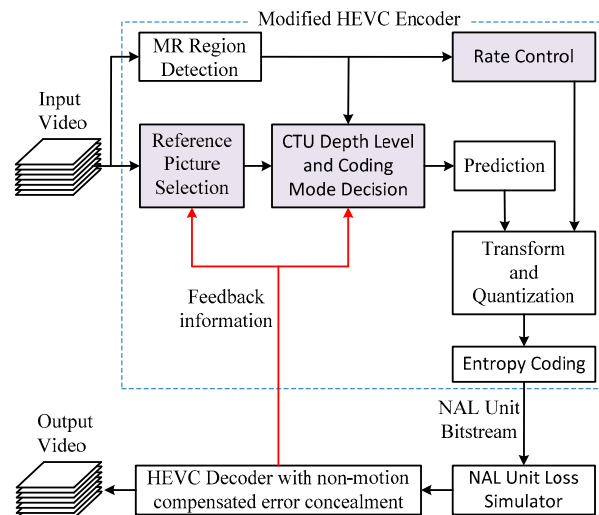 Modified HEVC Encoder
MR Region
Detection
Rate Control
Input
Video
Reference
Picture
Selection
CTU Depth Level
and Coding
Mode Decision
Prediction
Transform
and
Quantization
Feedback
information
Entropy Coding
NAL Unit
Bitstream
Output
Video
HEVC Decoder with non-motion
compensated error concealment
NAL Unit Loss
Simulator